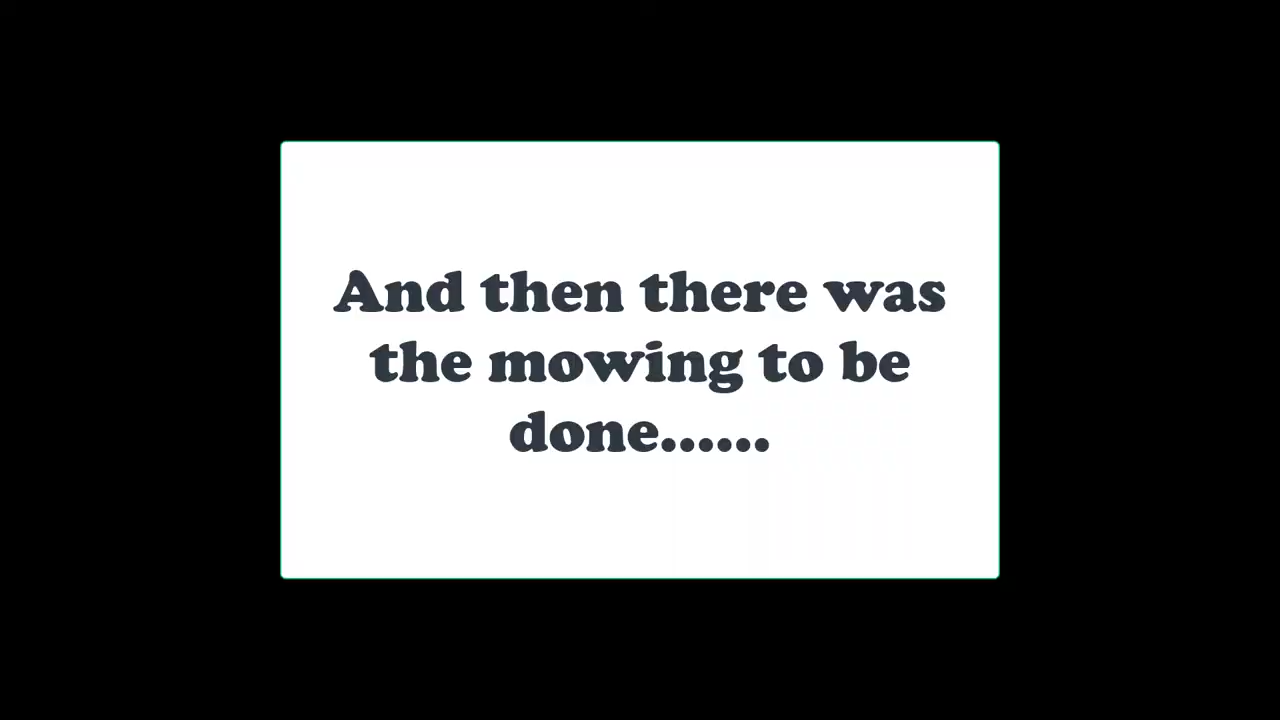 And then there was
the mowing to be
done......